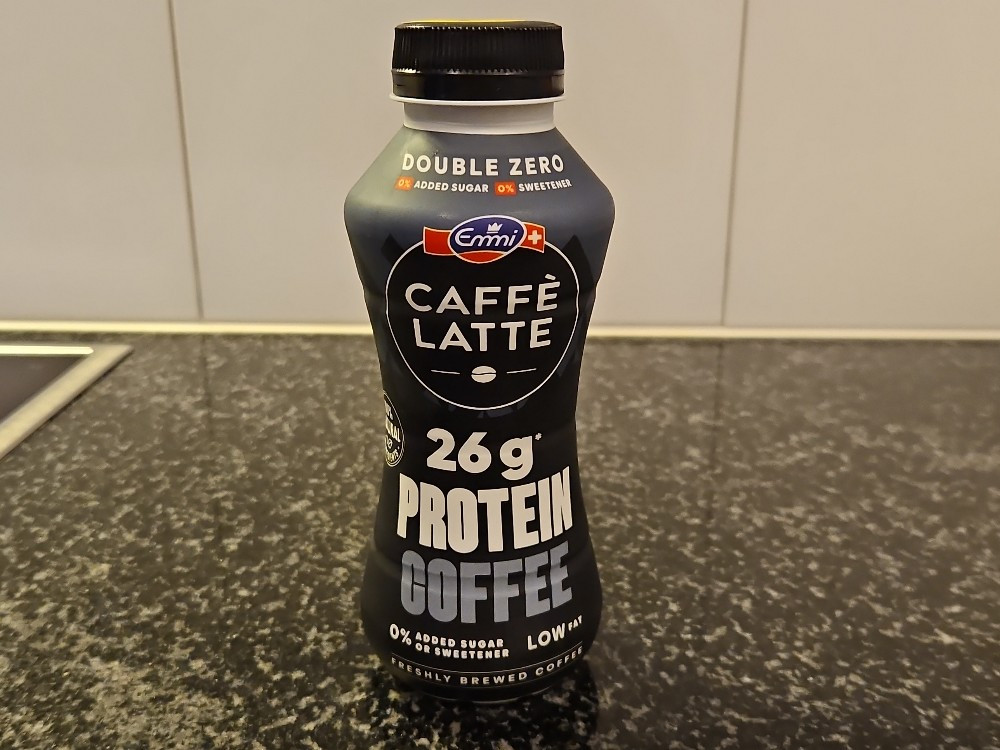 DOUBLE ZERO
0% ADDED SUGAR 0% SWEETENER
Emmi
CAFFÈ
LATTE
26 g*
PROTEIN
COFFEE
0% ADDED SUGAR
OR SWEETENER
LOW FAT
FRESHLY BREWED COFFEE